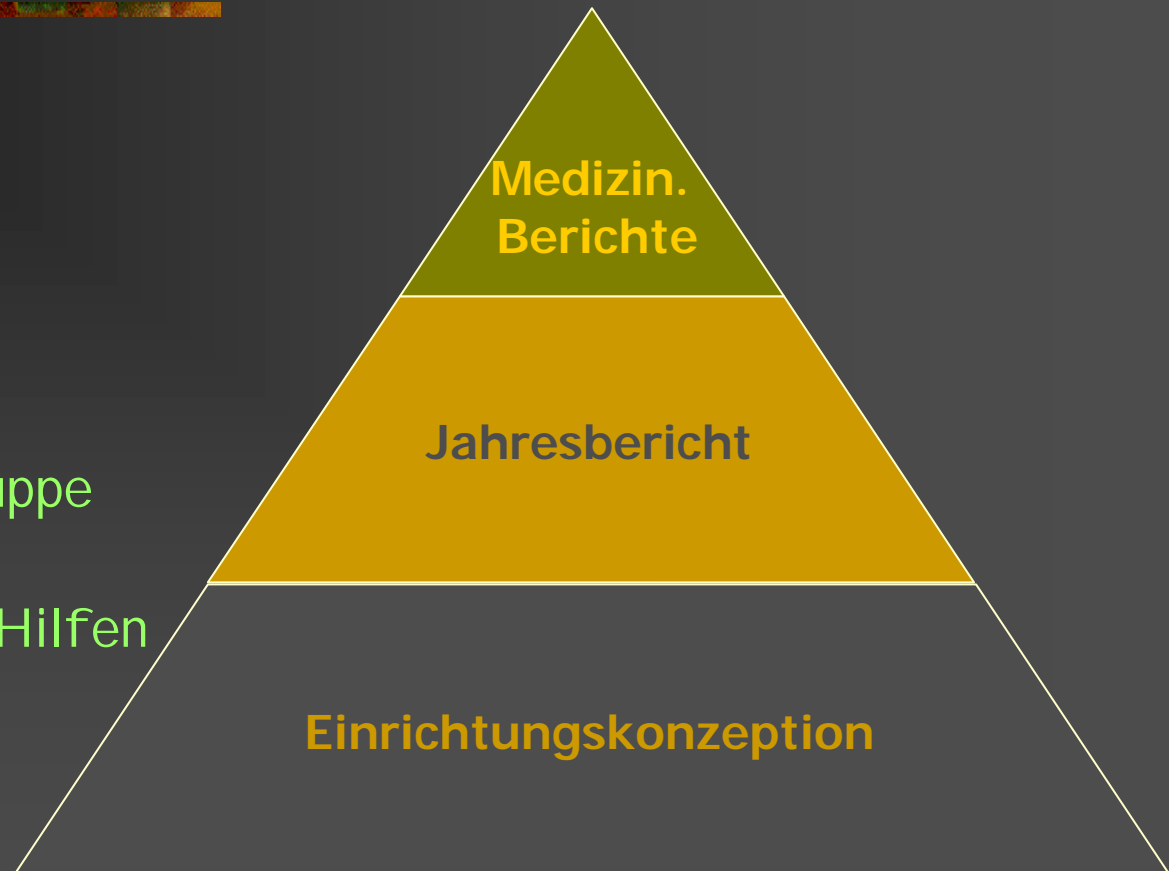 Medizin.
Berichte
Jahresbericht
uppe
Hilfen
Einrichtungskonzeption